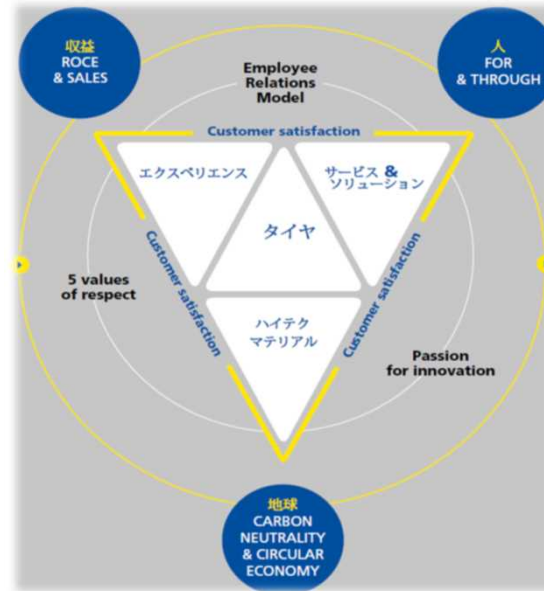 収益
ROCE
& SALES
人
FOR
& THROUGH
Employee
Relations
Model
Customer satisfaction
エクスペリエンス
サービス &
ソリューション
タイヤ
Customer satisfaction
Customer satisfaction
5 values
of respect
ハイテク
マテリアル
Passion
for innovation
地球
CARBON
NEUTRALITY
& CIRCULAR
ECONOMY